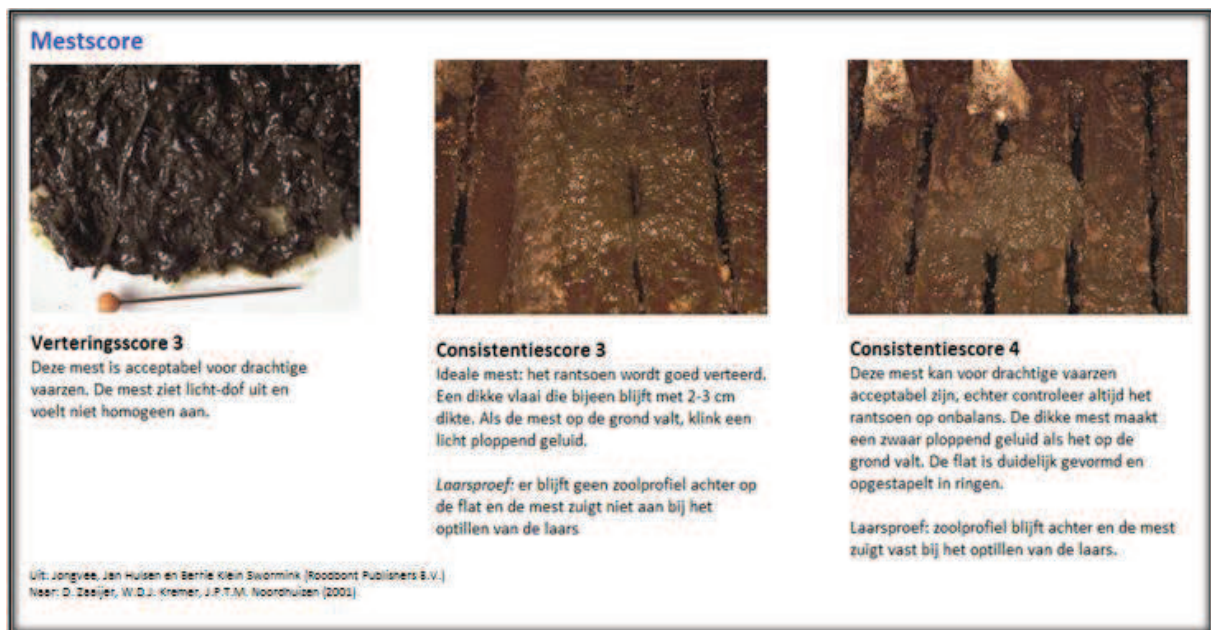 Mestscore
Verteringsscore 3
Deze mest is acceptabel voor drachtige
vaarzen. De mest ziet licht-dof uit en
voelt niet homogeen aan.
Consistentiescore 3
Ideale mest: het rantsoen wordt goed verteerd.
Een dikke vlaai die bijeen blijft met 2-3 cm
dikte. Als de mest op de grond valt, klink een
licht ploppend geluid.
Laarsproef: er blijft geen zoolprofiel achter op
de flat en de mest zuigt niet aan bij het
optillen van de laars
Consistentiescore 4
Deze mest kan voor drachtige vaarzen
acceptabel zijn, echter controleer altijd het
rantsoen op onbalans. De dikke mest maakt
een zwaar ploppend geluid als het op de
grond valt. De flat is duidelijk gevormd en
opgestapelt in ringen.
Laarsproef: zoolprofiel blijft achter en de mest
zuigt vast bij het optillen van de laars.
Uit: Jongvee, Jan Hulsen en Berrie Klein Swormink (Roodbont Publishers B.V.)
Naar: D. Zaaijer, W.D.J. Kremer, J.P.T.M. Noordhuizen (2001)